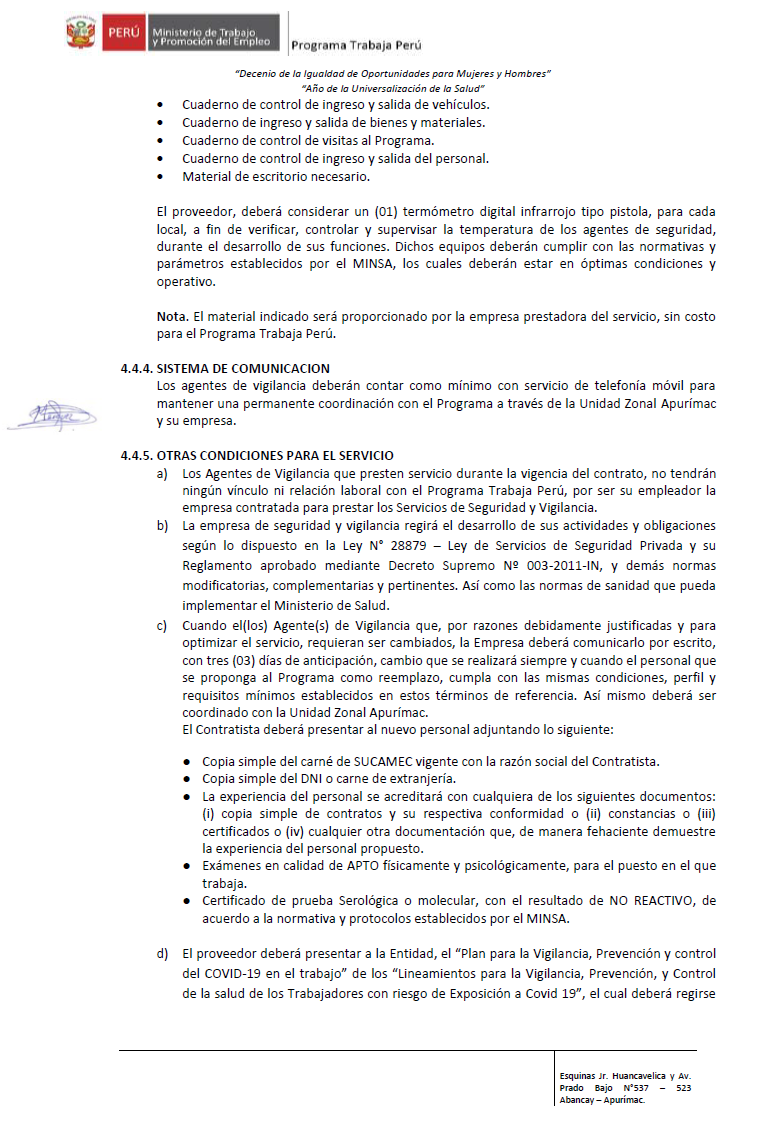 PERÚ
Ministerio de Trabajo
y Promoción del Empleo
Programa Trabaja Perú
"Decenio de la Igualdad de Oportunidades para Mujeres y Hombres"
"Año de la Universalización de la Salud"
• Cuaderno de control de ingreso y salida de vehículos.
• Cuaderno de ingreso y salida de bienes y materiales.
• Cuaderno de control de visitas al Programa.
• Cuaderno de control de ingreso y salida del personal.
• Material de escritorio necesario.
El proveedor, deberá considerar un (01) termómetro digital infrarrojo tipo pistola, para cada
local, a fin de verificar, controlar y supervisar la temperatura de los agentes de seguridad,
durante el desarrollo de sus funciones. Dichos equipos deberán cumplir con las normativas y
parámetros establecidos por el MINSA, los cuales deberán estar en óptimas condiciones y
operativo.
Nota. El material indicado será proporcionado por la empresa prestadora del servicio, sin costo
para el Programa Trabaja Perú.
4.4.4. SISTEMA DE COMUNICACION
Los agentes de vigilancia deberán contar como mínimo con servicio de telefonía móvil para
mantener una permanente coordinación con el Programa a través de la Unidad Zonal Apurímac
y su empresa.
4.4.5. OTRAS CONDICIONES PARA EL SERVICIO
a) Los Agentes de Vigilancia que presten servicio durante la vigencia del contrato, no tendrán
ningún vínculo ni relación laboral con el Programa Trabaja Perú, por ser su empleador la
empresa contratada para prestar los Servicios de Seguridad y Vigilancia.
b) La empresa de seguridad y vigilancia regirá el desarrollo de sus actividades y obligaciones
según lo dispuesto en la Ley N° 28879 – Ley de Servicios de Seguridad Privada y su
Reglamento aprobado mediante Decreto Supremo Nº 003-2011-IN, y demás normas
modificatorias, complementarias y pertinentes. Así como las normas de sanidad que pueda
implementar el Ministerio de Salud.
c) Cuando el(los) Agente(s) de Vigilancia que, por razones debidamente justificadas y para
optimizar el servicio, requieran ser cambiados, la Empresa deberá comunicarlo por escrito,
con tres (03) días de anticipación, cambio que se realizará siempre y cuando el personal que
se proponga al Programa como reemplazo, cumpla con las mismas condiciones, perfil y
requisitos mínimos establecidos en estos términos de referencia. Así mismo deberá ser
coordinado con la Unidad Zonal Apurímac.
El Contratista deberá presentar al nuevo personal adjuntando lo siguiente:
● Copia simple del carné de SUCAMEC vigente con la razón social del Contratista.
● Copia simple del DNI o carne de extranjería.
● La experiencia del personal se acreditará con cualquiera de los siguientes documentos:
(i) copia simple de contratos y su respectiva conformidad o (ii) constancias o (iii)
certificados o (iv) cualquier otra documentación que, de manera fehaciente demuestre
la experiencia del personal propuesto.
● Exámenes en calidad de APTO físicamente y psicológicamente, para el puesto en el que
trabaja.
● Certificado de prueba Serológica o molecular, con el resultado de NO REACTIVO, de
acuerdo a la normativa y protocolos establecidos por el MINSA.
d) El proveedor deberá presentar a la Entidad, el "Plan para la Vigilancia, Prevención y control
del COVID-19 en el trabajo" de los "Lineamientos para la Vigilancia, Prevención, y Control
de la salud de los Trabajadores con riesgo de Exposición a Covid 19", el cual deberá regirse
Esquinas Jr. Huancavelica y Av.
Prado Bajo N°537 – 523
Abancay – Apurímac.